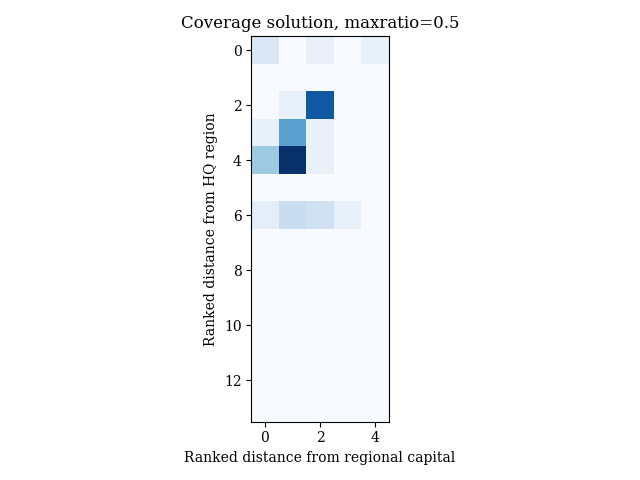 Coverage solution, maxratio=0.5
Ranked distance from HQ region
0
2
4
6
8
10
12
0 2 4
Ranked distance from regional capital